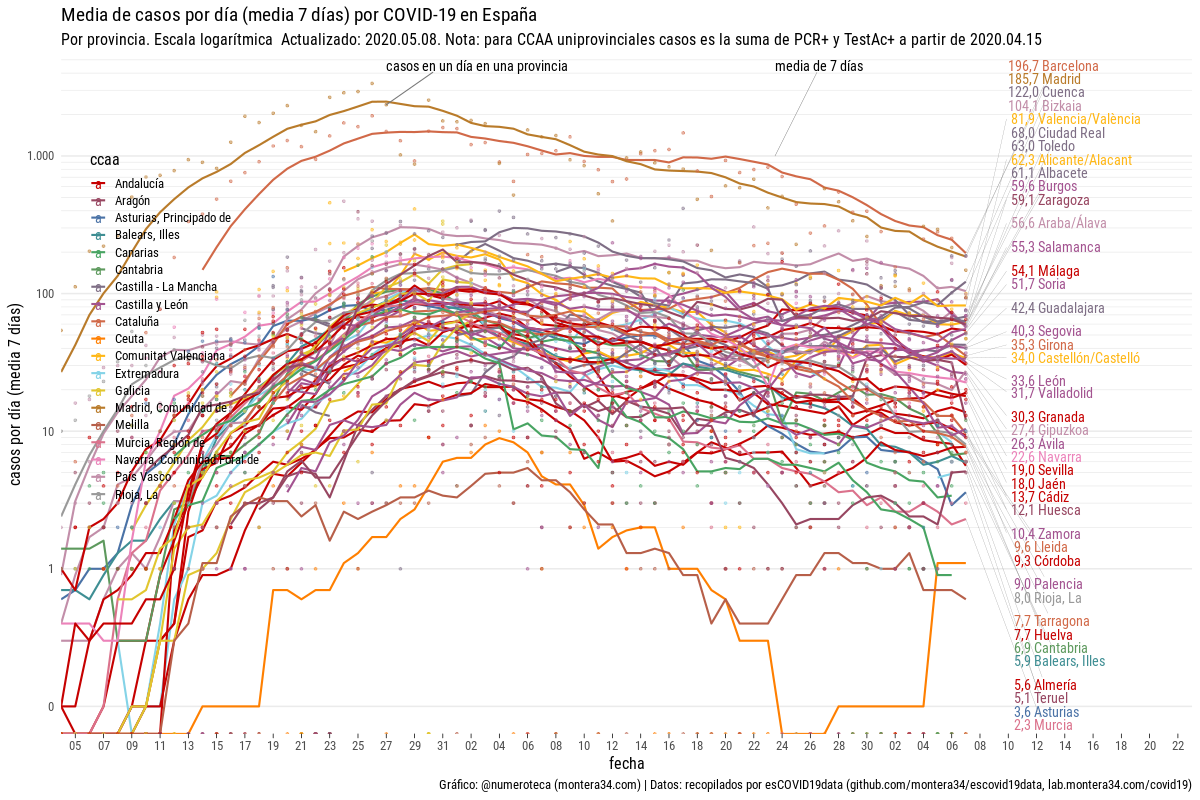 Media de casos por día (media 7 días) por COVID-19 en España
Por provincia. Escala logarítmica  Actualizado: 2020.05.08. Nota: para CCAA uniprovinciales casos es la suma de PCR+ y TestAc+ a partir de 2020.04.15
casos en un día en una provincia
media de 7 días
casos por día (media 7 días)
1.000
100
10
1
0
ccaa
Andalucía
Aragón
Asturias, Principado de
Balears, Illes
Canarias
Cantabria
Castilla - La Mancha
Castilla y León
Cataluña
Ceuta
Comunitat Valenciana
Extremadura
Galicia
Madrid, Comunidad de
Melilla
Murcia, Región de
Navarra, Comunidad Foral de
País Vasco
Rioja, La
196,7 Barcelona
185,7 Madrid
122,0 Cuenca
104,1 Bizkaia
81,9 Valencia/València
68,0 Ciudad Real
63,0 Toledo
62,3 Alicante/Alacant
61,1 Albacete
59,6 Burgos
59,1 Zaragoza
56,6 Araba/Álava
55,3 Salamanca
54,1 Málaga
51,7 Soria
42,4 Guadalajara
40,3 Segovia
35,3 Girona
34,0 Castellón/Castelló
33,6 León
31,7 Valladolid
30,3 Granada
27,4 Gipuzkoa
26,3 Ávila
22,6 Navarra
19,0 Sevilla
18,0 Jaén
13,7 Cádiz
12,1 Huesca
10,4 Zamora
9,6 Lleida
9,3 Córdoba
9,0 Palencia
8,0 Rioja, La
7,7 Tarragona
7,7 Huelva
6,9 Cantabria
5,9 Balears, Illes
5,6 Almería
5,1 Teruel
3,6 Asturias
2,3 Murcia
05 07 09 11 13 15 17 19 21 23 25 27 29 31 02 04 06 08 10 12 14 16 18 20 22 24 26 28 30 02 04 06 08 10 12 14 16 18 20 22
fecha
Gráfico: @numeroteca (montera34.com) | Datos: recopilados por esCOVID19data (github.com/montera34/escovid19data, lab.montera34.com/covid19)